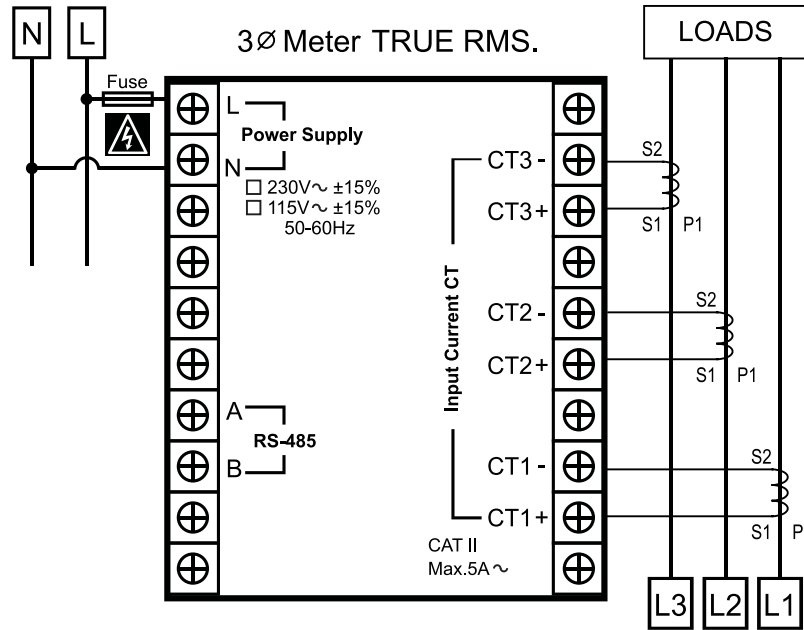 N L
3Ø Meter TRUE RMS.
LOADS
Fuse
L
Power Supply
N
□ 230V～ ±15%
□ 115V～ ±15%
50-60Hz
A
RS-485
B
Input Current CT
CT3 -
CT3+
CT2 -
CT2+
CT1 -
CT1+
CAT II
Max.5A～
S2
S1 P1
S2
S1 P1
S2
S1 P
L3 L2 L1